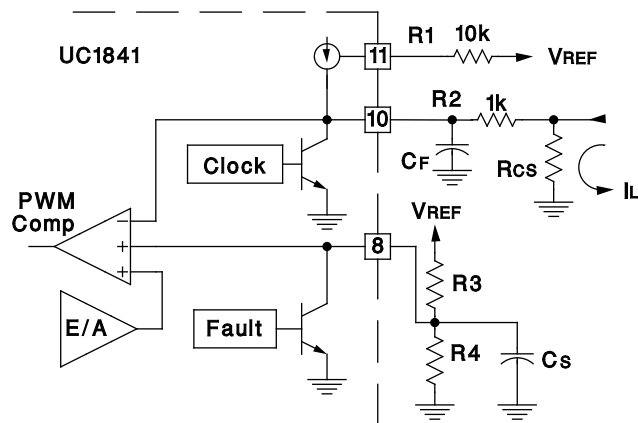 UC1841
11
R1
10k
VREF
10
R2
1k
Clock
CF
RCS
IL
PWM
Comp
VREF
−
+
+
8
R3
E/A
Fault
R4
CS